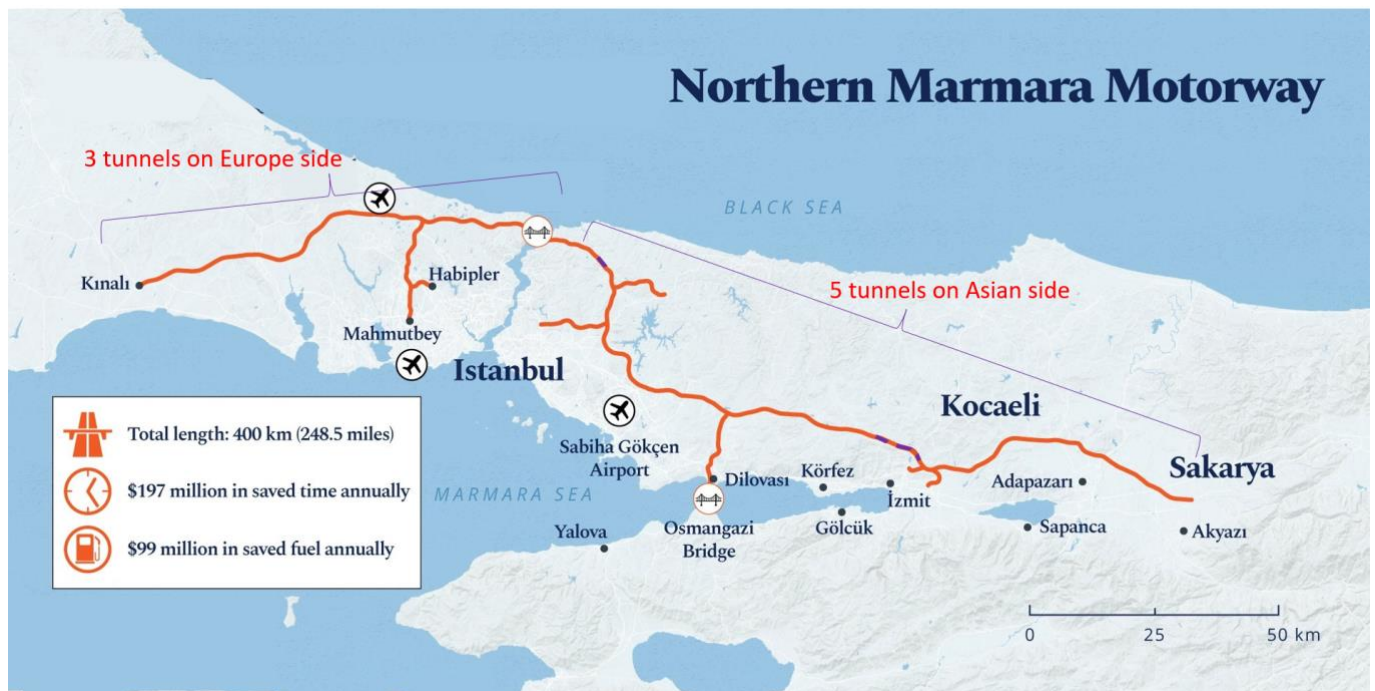 Northern Marmara Motorway
3 tunnels on Europe side
BLACK SEA
Kınalı
Habipler
5 tunnels on Asian side
Mahmutbey
Istanbul
Kocaeli
Total length: 400 km (248.5 miles)
$197 million in saved time annually
$99 million in saved fuel annually
Sabiha Gökçen
Airport
MARMARA SEA
Dilovası
Körfez
İzmit
Adapazarı
Sakarya
Yalova
Osmangazi
Bridge
Gölcük
Sapanca
Akyazı
0 25 50 km